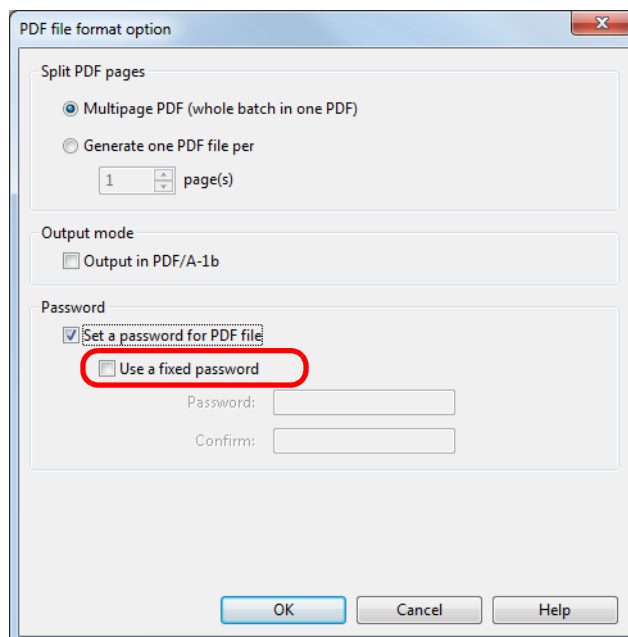 PDF file format option
Split PDF pages
Multipage PDF (whole batch in one PDF)
Generate one PDF file per
1 page(s)
Output mode
Output in PDF/A-1b
Password
Set a password for PDF file
Use a fixed password
Password:
Confirm:
OK Cancel Help